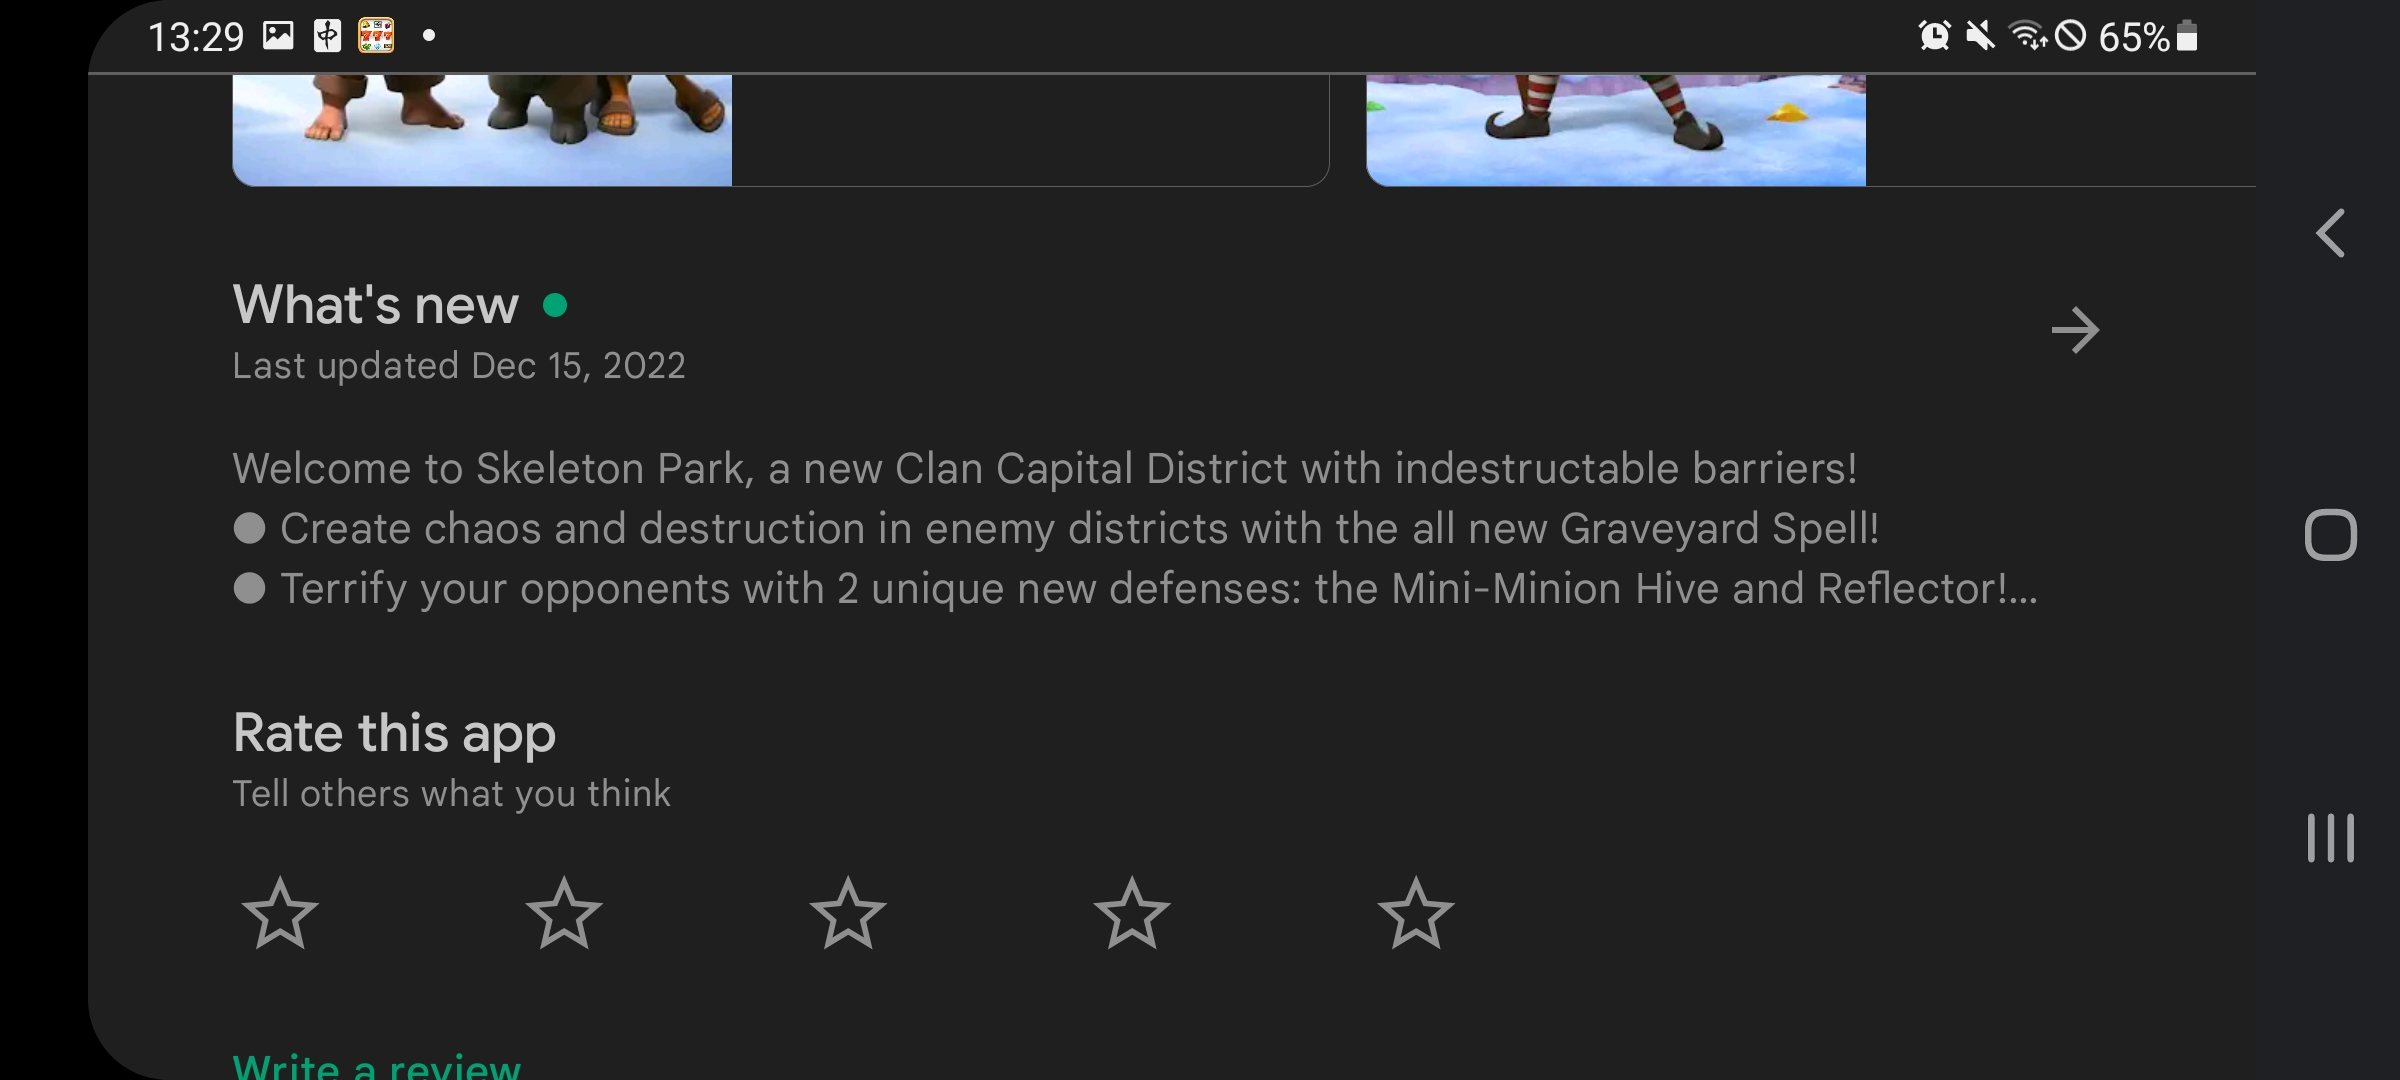 13:29
65%
What's new
Last updated Dec 15, 2022
Welcome to Skeleton Park, a new Clan Capital District with indestructable barriers!
● Create chaos and destruction in enemy districts with the all new Graveyard Spell!
● Terrify your opponents with 2 unique new defenses: the Mini-Minion Hive and Reflector!...
Rate this app
Tell others what you think
Write a review